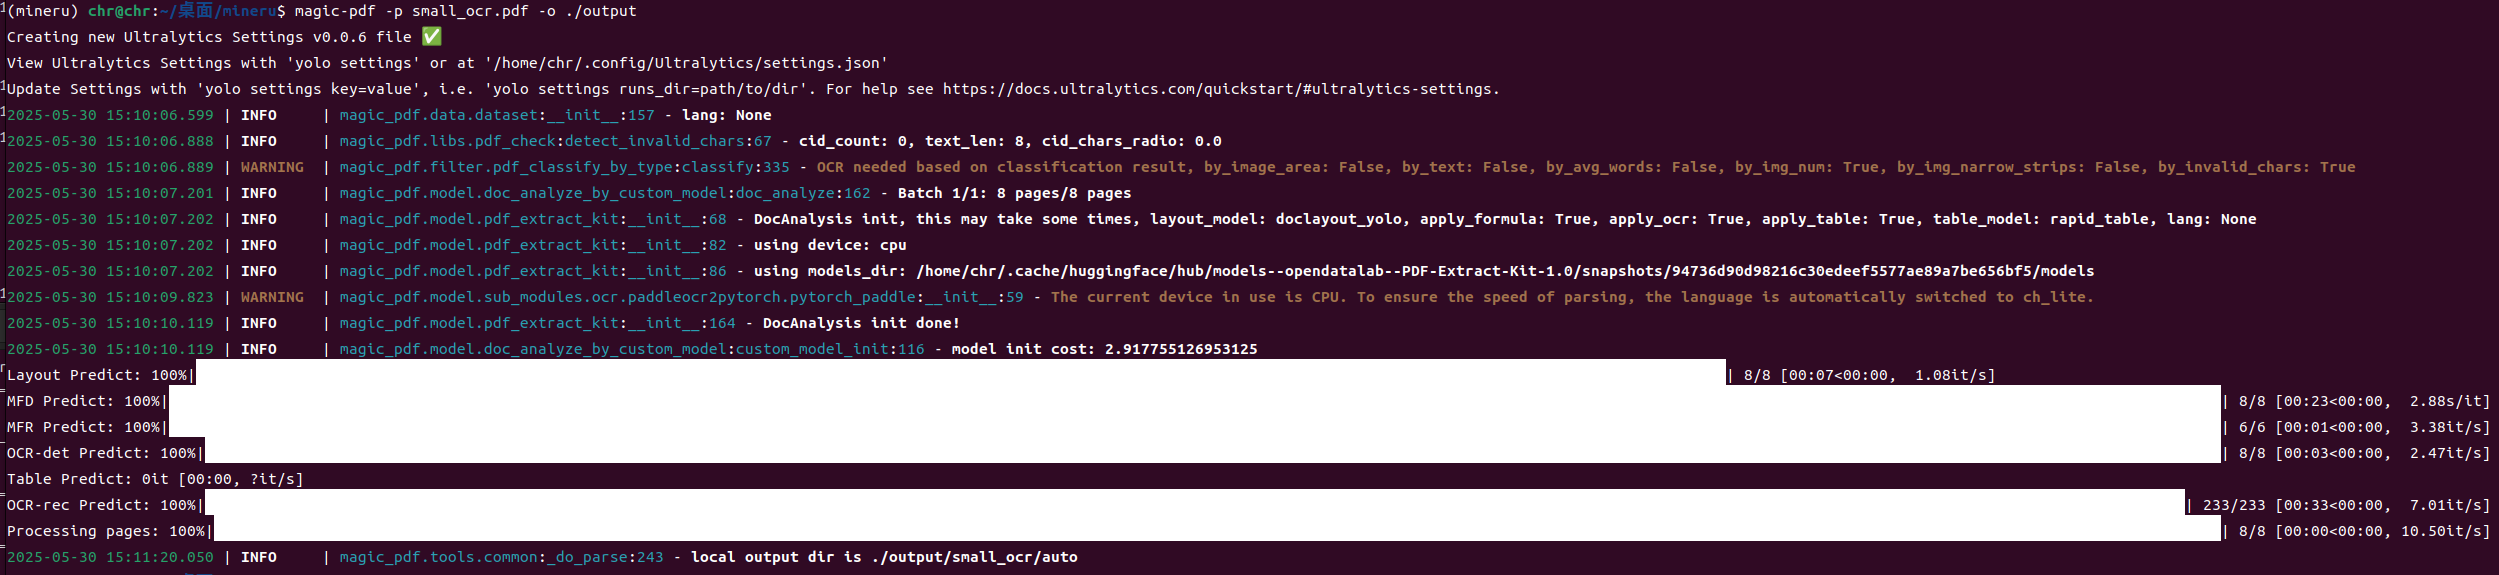 (mineru) chr@chr:~/桌面/mineru$ magic-pdf -p small_ocr.pdf -o ./output
Creating new Ultralytics Settings v0.0.6 file ✅
View Ultralytics Settings with 'yolo settings' or at '/home/chr/.config/Ultralytics/settings.json'
Update Settings with 'yolo settings key=value', i.e. 'yolo settings runs_dir=path/to/dir'. For help see https://docs.ultralytics.com/quickstart/#ultralytics-settings.
2025-05-30 15:10:06.599 | INFO     | magic_pdf.data.dataset:__init__:157 - lang: None
2025-05-30 15:10:06.888 | INFO     | magic_pdf.libs.pdf_check:detect_invalid_chars:67 - cid_count: 0, text_len: 8, cid_chars_radio: 0.0
2025-05-30 15:10:06.889 | WARNING  | magic_pdf.filter.pdf_classify_by_type:classify:335 - OCR needed based on classification result, by_image_area: False, by_text: False, by_avg_words: False, by_img_num: True, by_img_narrow_strips: False, by_invalid_chars: True
2025-05-30 15:10:07.201 | INFO     | magic_pdf.model.doc_analyze_by_custom_model:doc_analyze:162 - Batch 1/1: 8 pages/8 pages
2025-05-30 15:10:07.202 | INFO     | magic_pdf.model.pdf_extract_kit:__init__:68 - DocAnalysis init, this may take some times, layout_model: doclayout_yolo, apply_formula: True, apply_ocr: True, apply_table: True, table_model: rapid_table, lang: None
2025-05-30 15:10:07.202 | INFO     | magic_pdf.model.pdf_extract_kit:__init__:82 - using device: cpu
2025-05-30 15:10:07.202 | INFO     | magic_pdf.model.pdf_extract_kit:__init__:86 - using models_dir: /home/chr/.cache/huggingface/hub/models--opendatalab--PDF-Extract-Kit-1.0/snapshots/94736d90d98216c30edeef5577ae89a7be656bf5/models
2025-05-30 15:10:09.823 | WARNING  | magic_pdf.model.sub_modules.ocr.paddleocr2pytorch.pytorch_paddle:__init__:59 - The current device in use is CPU. To ensure the speed of parsing, the language is automatically switched to ch_lite.
2025-05-30 15:10:10.119 | INFO     | magic_pdf.model.pdf_extract_kit:__init__:164 - DocAnalysis init done!
2025-05-30 15:10:10.119 | INFO     | magic_pdf.model.doc_analyze_by_custom_model:custom_model_init:116 - model init cost: 2.917755126953125
Layout Predict: 100%| | 8/8 [00:07<00:00,  1.08it/s]
MFD Predict: 100%| | 8/8 [00:23<00:00,  2.88s/it]
MFR Predict: 100%| | 6/6 [00:01<00:00,  3.38it/s]
OCR-det Predict: 100%| | 8/8 [00:03<00:00,  2.47it/s]
Table Predict: 0it [00:00, ?it/s]
OCR-rec Predict: 100%| | 233/233 [00:33<00:00,  7.01it/s]
Processing pages: 100%| | 8/8 [00:00<00:00, 10.50it/s]
2025-05-30 15:11:20.050 | INFO     | magic_pdf.tools.common:_do_parse:243 - local output dir is ./output/small_ocr/auto